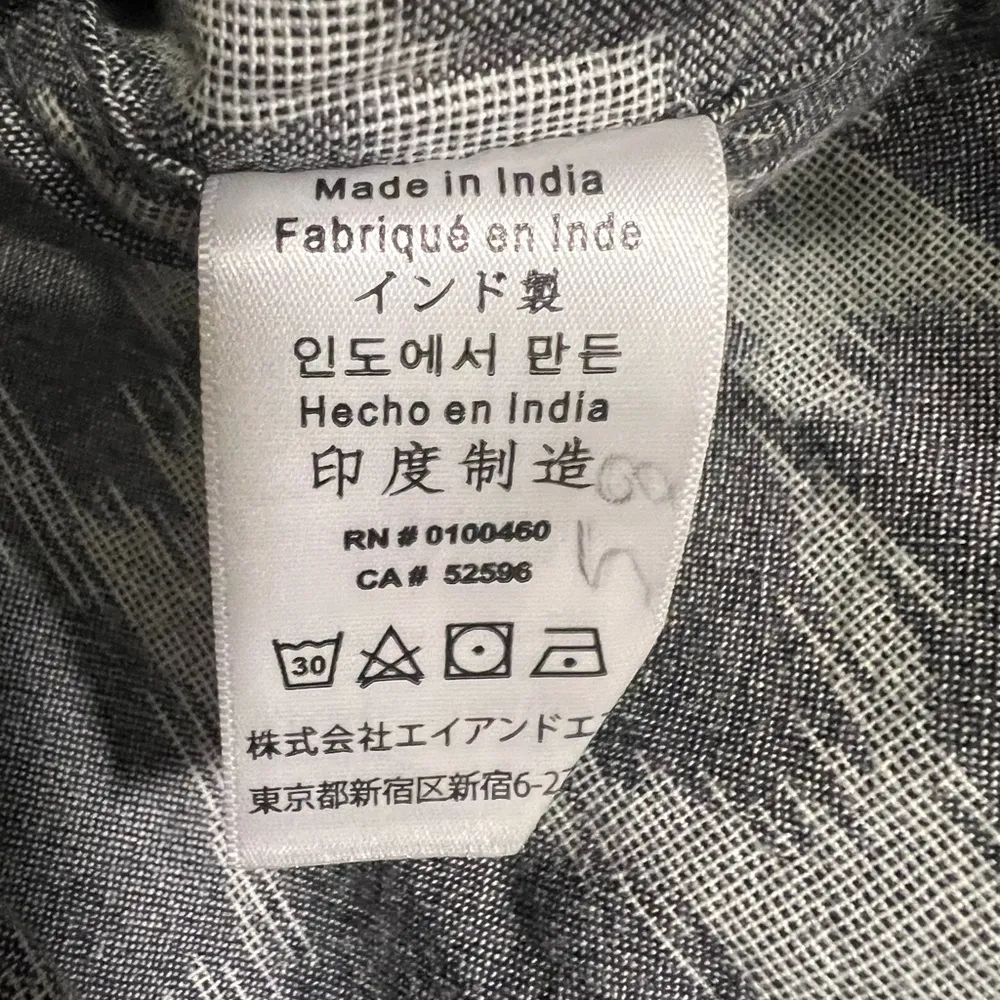 Made in India
Fabriqué en Inde
インド製
인도에서 만든
Hecho en India
印度制造
RN # 0100460
CA # 52596
30
株式会社エイアンドエ
東京都新宿区新宿6-2